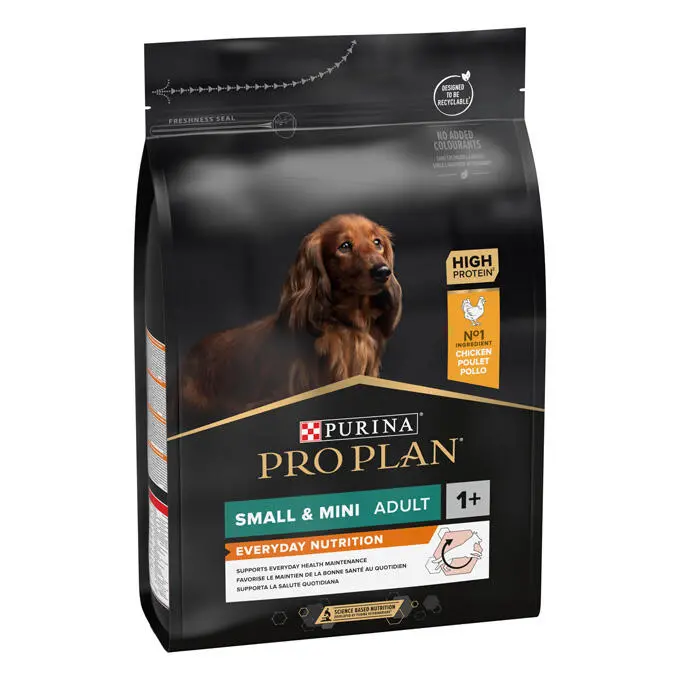 DESIGNED
TO BE
RECYCLABLE
FRESHNESS SEAL
NO ADDED
COLOURANTS
HIGH
PROTEIN
Nº1
INGREDIENT
CHICKEN
POULET
POLLO
PURINA®
PRO PLAN®
SMALL & MINI ADULT 1+
EVERYDAY NUTRITION
SUPPORTS EVERYDAY HEALTH MAINTENANCE
FAVORISE LE MAINTIEN DE LA BONNE SANTÉ AU QUOTIDIEN
SUPPORTA LA SALUTE QUOTIDIANA
SCIENCE BASED NUTRITION